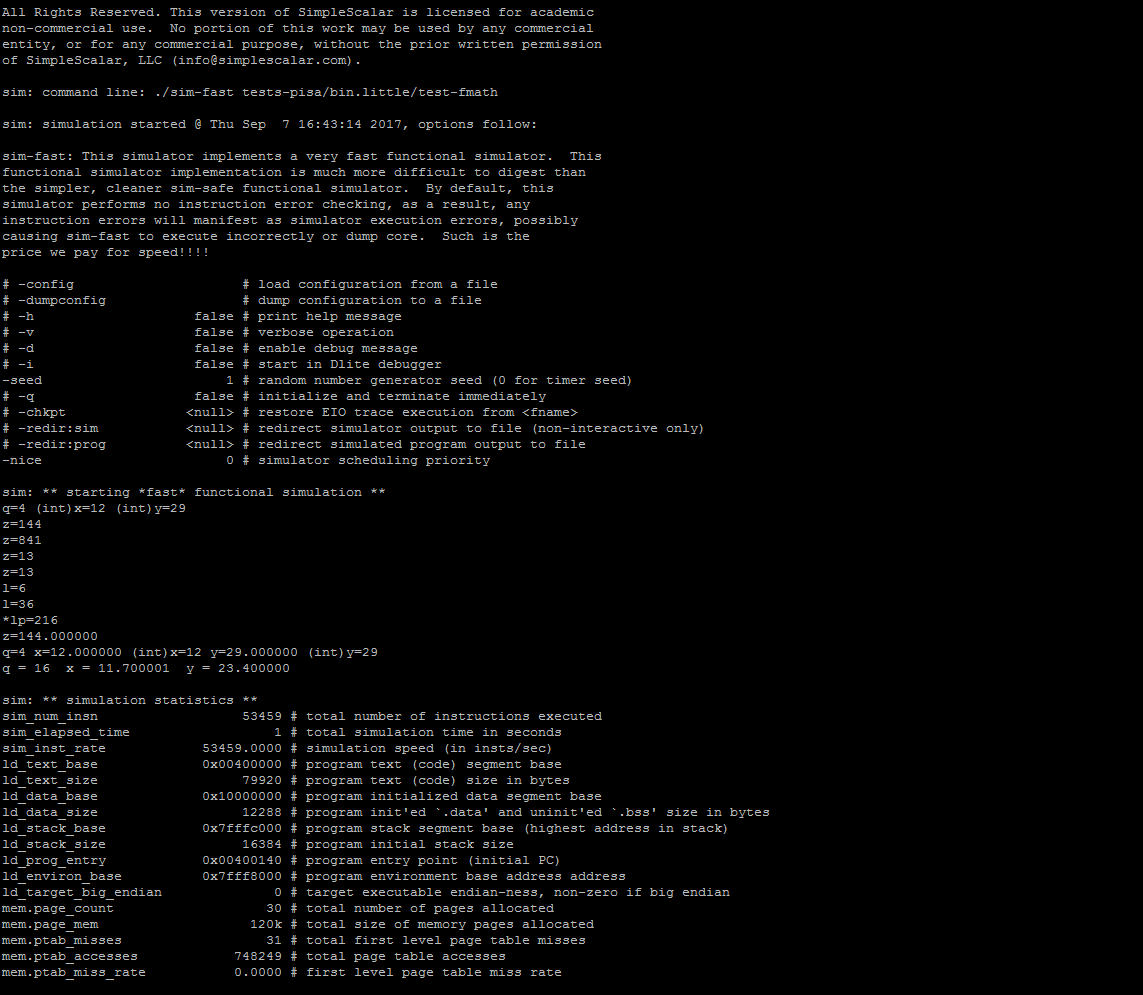 All Rights Reserved. This version of SimpleScalar is licensed for academic
non-commercial use.  No portion of this work may be used by any commercial
entity, or for any commercial purpose, without the prior written permission
of SimpleScalar, LLC (info@simplescalar.com).

sim: command line: ./sim-fast tests-pisa/bin.little/test-fmath

sim: simulation started @ Thu Sep  7 16:43:14 2017, options follow:

sim-fast: This simulator implements a very fast functional simulator.  This
functional simulator implementation is much more difficult to digest than
the simpler, cleaner sim-safe functional simulator.  By default, this
simulator performs no instruction error checking, as a result, any
instruction errors will manifest as simulator execution errors, possibly
causing sim-fast to execute incorrectly or dump core.  Such is the
price we pay for speed!!!!

# -config                     # load configuration from a file
# -dumpconfig                 # dump configuration to a file
# -h                    false # print help message
# -v                    false # verbose operation
# -d                    false # enable debug message
# -i                    false # start in Dlite debugger
-seed                       1 # random number generator seed (0 for timer seed)
# -q                    false # initialize and terminate immediately
# -chkpt               <null> # restore EIO trace execution from <fname>
# -redir:sim           <null> # redirect simulator output to file (non-interactive only)
# -redir:prog          <null> # redirect simulated program output to file
-nice                       0 # simulator scheduling priority

sim: ** starting *fast* functional simulation **
q=4 (int)x=12 (int)y=29
z=144
z=841
z=13
z=13
l=6
l=36
*lp=216
z=144.000000
q=4 x=12.000000 (int)x=12 y=29.000000 (int)y=29
q = 16  x = 11.700001  y = 23.400000

sim: ** simulation statistics **
sim_num_insn                  53459 # total number of instructions executed
sim_elapsed_time                  1 # total simulation time in seconds
sim_inst_rate            53459.0000 # simulation speed (in insts/sec)
ld_text_base             0x00400000 # program text (code) segment base
ld_text_size                  79920 # program text (code) size in bytes
ld_data_base             0x10000000 # program initialized data segment base
ld_data_size                  12288 # program init'ed `.data' and uninit'ed `.bss' size in bytes
ld_stack_base            0x7fffc000 # program stack segment base (highest address in stack)
ld_stack_size                 16384 # program initial stack size
ld_prog_entry            0x00400140 # program entry point (initial PC)
ld_environ_base          0x7fff8000 # program environment base address address
ld_target_big_endian              0 # target executable endian-ness, non-zero if big endian
mem.page_count                   30 # total number of pages allocated
mem.page_mem                   120k # total size of memory pages allocated
mem.ptab_misses                  31 # total first level page table misses
mem.ptab_accesses            748249 # total page table accesses
mem.ptab_miss_rate           0.0000 # first level page table miss rate